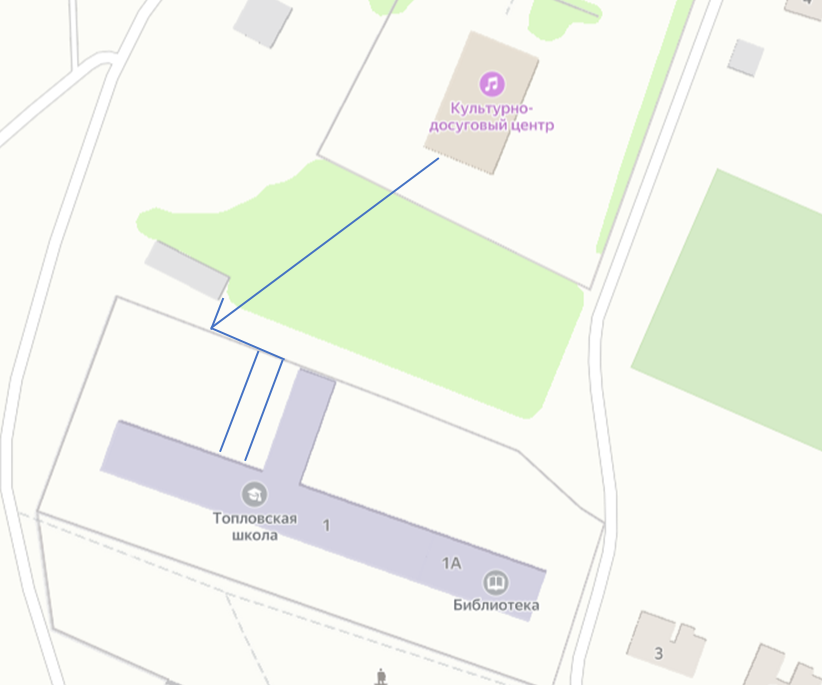 Культурно-
досуговый центр
Топловская
школа
1
1А
Библиотека
3